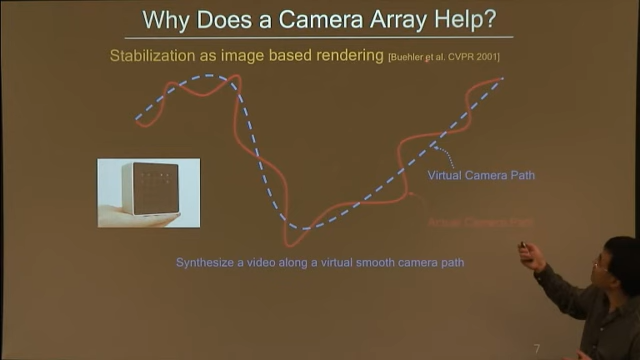 Why Does a Camera Array Help?
Stabilization as image based rendering [Buehler et al. CVPR 2001]
Virtual Camera Path
Actual Camera Path
Synthesize a video along a virtual smooth camera path
7